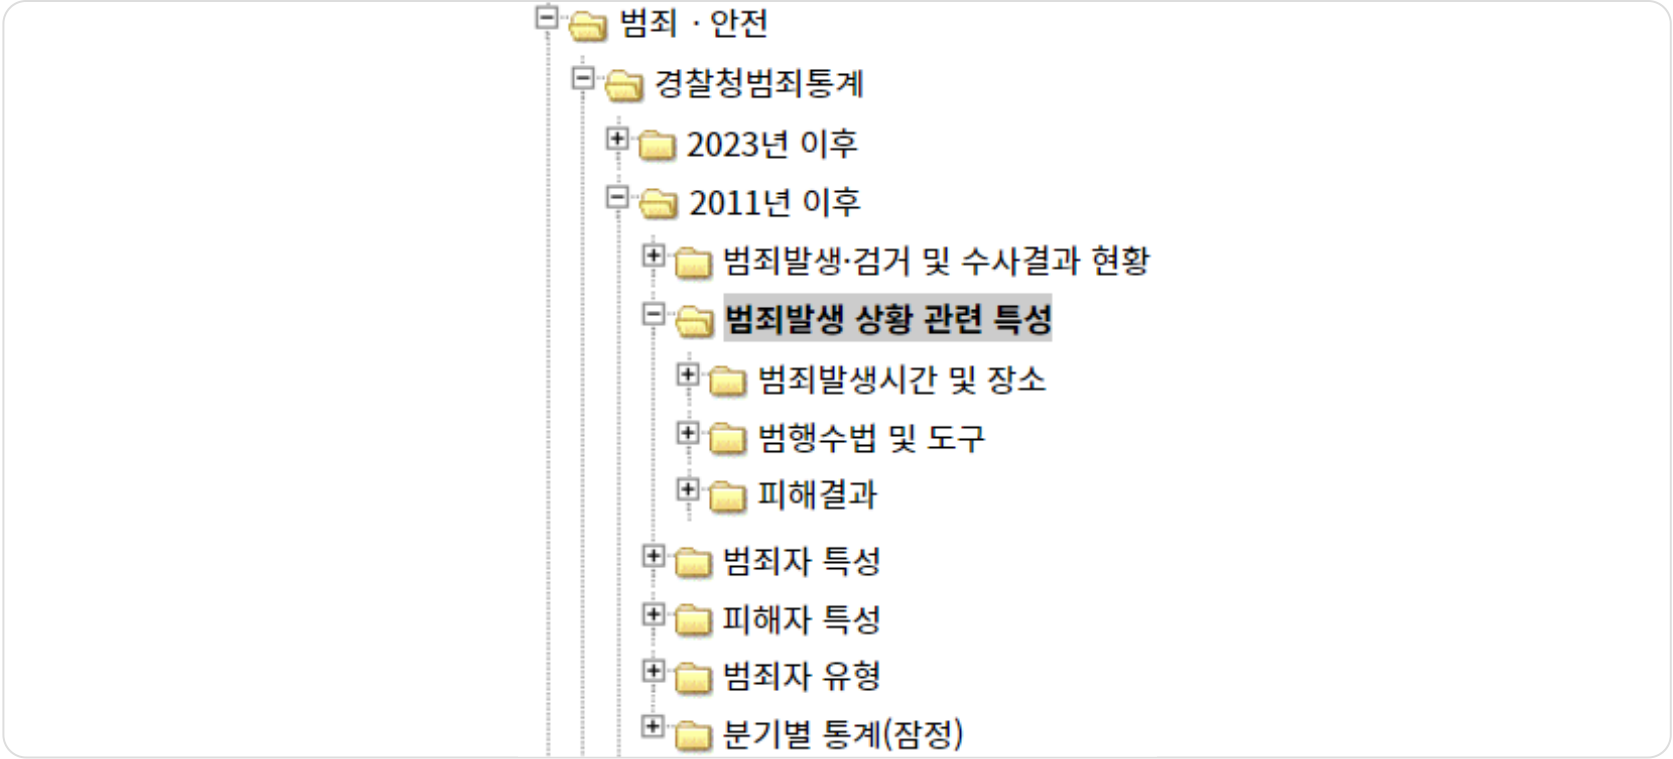 범죄 · 안전
경찰청범죄통계
2023년 이후
2011년 이후
범죄발생·검거 및 수사결과 현황
범죄발생 상황 관련 특성
범죄발생시간 및 장소
범행수법 및 도구
피해결과
범죄자 특성
피해자 특성
범죄자 유형
분기별 통계(잠정)